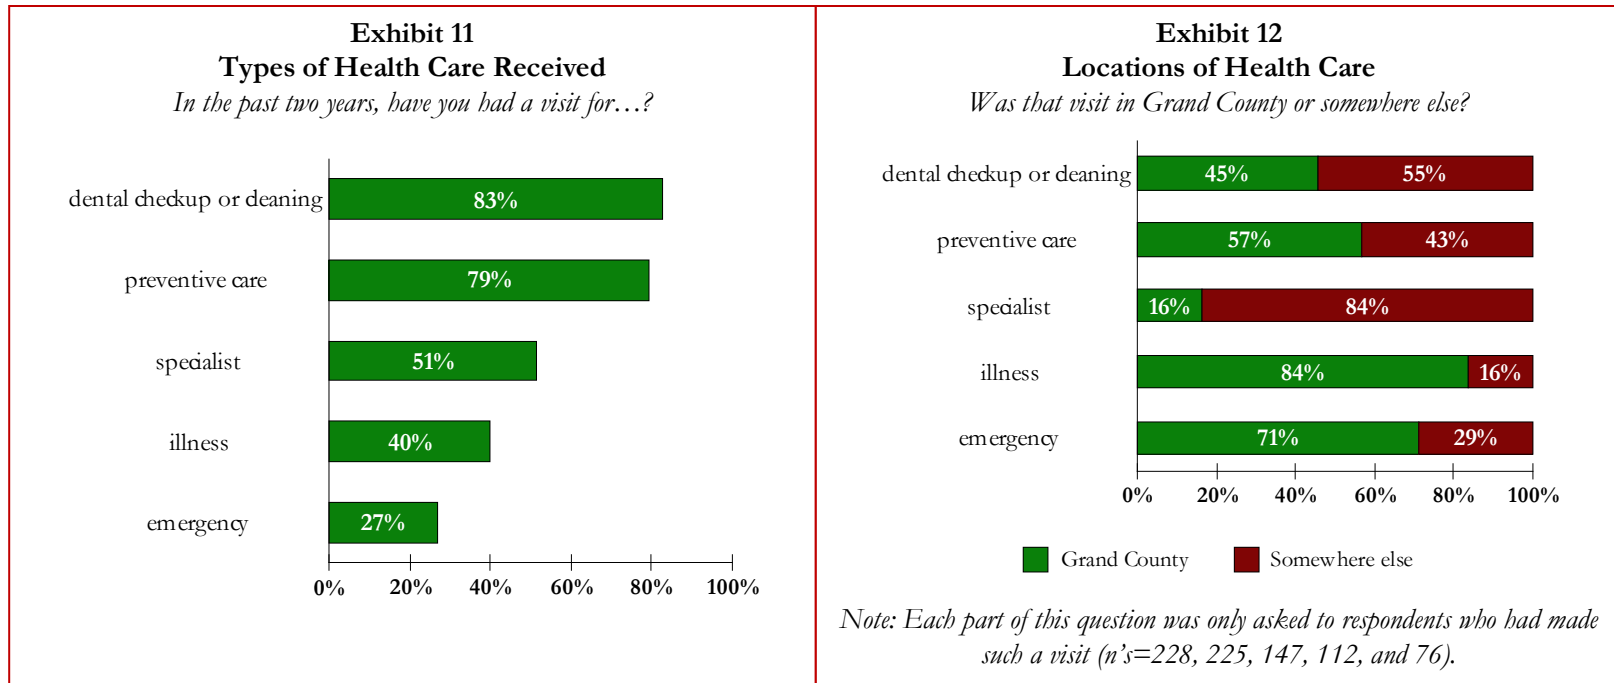 Exhibit 11
Types of Health Care Received
In the past two years, have you had a visit for…?
dental checkup or cleaning
83%
preventive care
79%
specialist
51%
illness
40%
emergency
27%
0% 20% 40% 60% 80% 100%
Exhibit 12
Locations of Health Care
Was that visit in Grand County or somewhere else?
dental checkup or cleaning
45% 55%
preventive care
57% 43%
specialist
16% 84%
illness
84% 16%
emergency
71% 29%
0% 20% 40% 60% 80% 100%
Grand County Somewhere else
Note: Each part of this question was only asked to respondents who had made
such a visit (n's=228, 225, 147, 112, and 76).